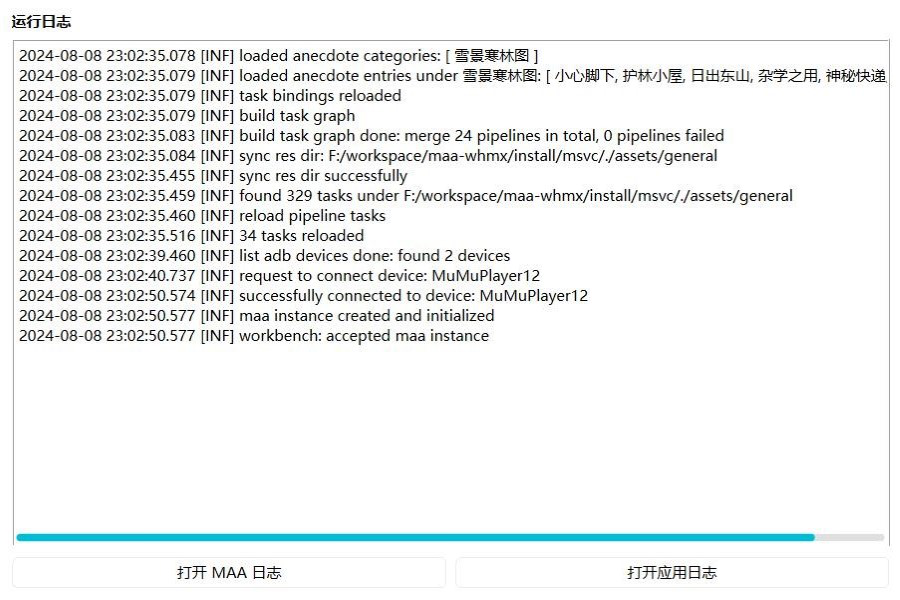 运行日志
2024-08-08 23:02:35.078 [INF] loaded anecdote categories: [ 雪景寒林图 ]
2024-08-08 23:02:35.079 [INF] loaded anecdote entries under 雪景寒林图: [ 小心脚下, 护林小屋, 日出东山, 杂学之用, 神秘快递
2024-08-08 23:02:35.079 [INF] task bindings reloaded
2024-08-08 23:02:35.079 [INF] build task graph
2024-08-08 23:02:35.083 [INF] build task graph done: merge 24 pipelines in total, 0 pipelines failed
2024-08-08 23:02:35.084 [INF] sync res dir: F:/workspace/maa-whmx/install/msvc/./assets/general
2024-08-08 23:02:35.455 [INF] sync res dir successfully
2024-08-08 23:02:35.459 [INF] found 329 tasks under F:/workspace/maa-whmx/install/msvc/./assets/general
2024-08-08 23:02:35.460 [INF] reload pipeline tasks
2024-08-08 23:02:35.516 [INF] 34 tasks reloaded
2024-08-08 23:02:39.460 [INF] list adb devices done: found 2 devices
2024-08-08 23:02:40.737 [INF] request to connect device: MuMuPlayer12
2024-08-08 23:02:50.574 [INF] successfully connected to device: MuMuPlayer12
2024-08-08 23:02:50.577 [INF] maa instance created and initialized
2024-08-08 23:02:50.577 [INF] workbench: accepted maa instance
打开 MAA 日志
打开应用日志